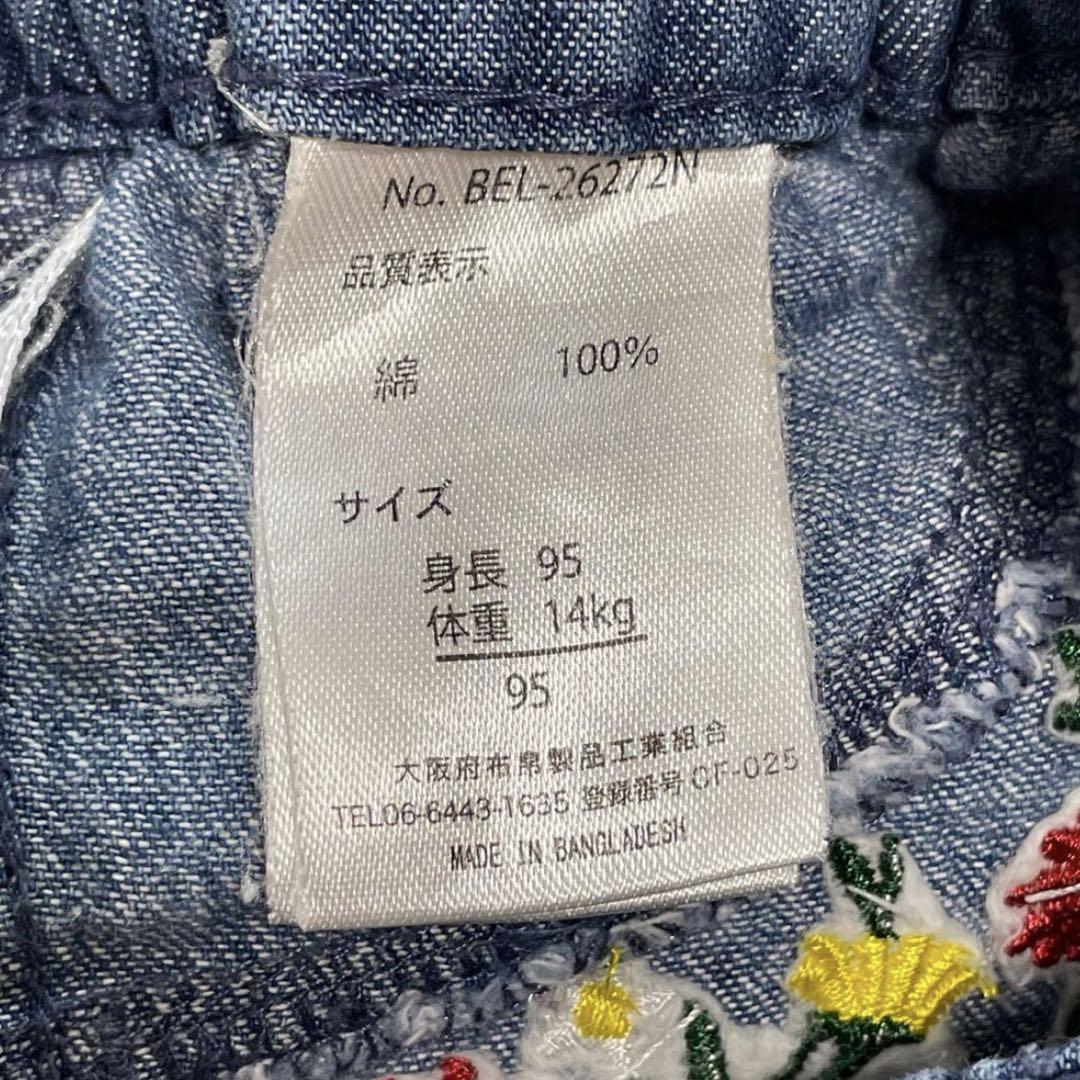 No. BEL-26272N
品質表示
綿 100%
サイズ
身長 95
体重 14kg
95
大阪府布帛製品工業組合
TEL06-6443-1635 登録番号 OF-025
MADE IN BANGLADESH